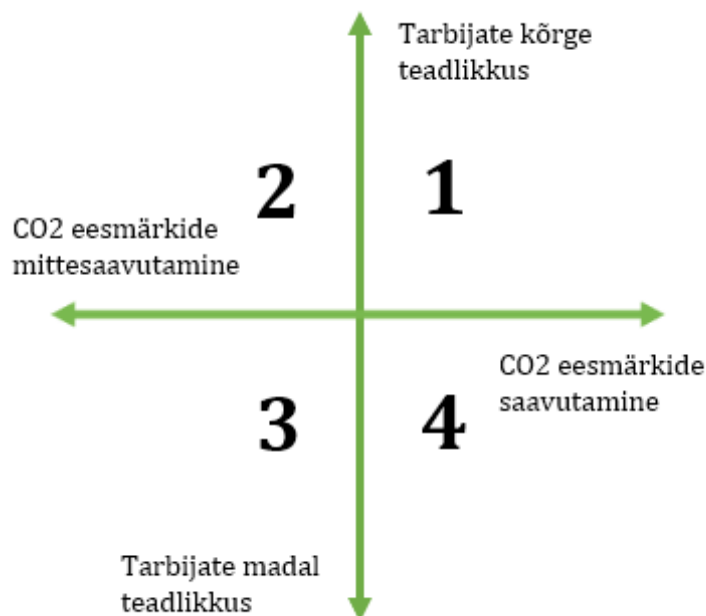 Tarbijate kõrge
teadlikkus
2
1
CO2 eesmärkide
mittesaavutamine
CO2 eesmärkide
saavutamine
3
4
Tarbijate madal
teadlikkus